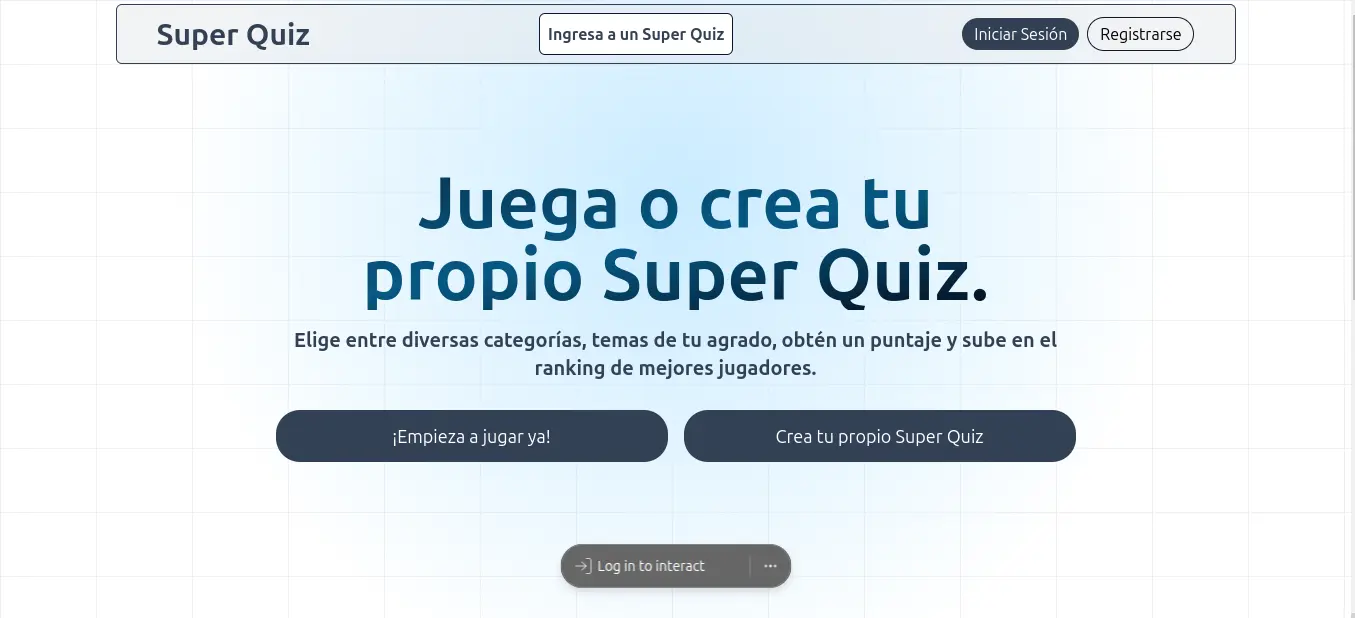 Super Quiz
Ingresa a un Super Quiz
Iniciar Sesión
Registrarse
Juega o crea tu
propio Super Quiz.
Elige entre diversas categorías, temas de tu agrado, obtén un puntaje y sube en el
ranking de mejores jugadores.
¡Empieza a jugar ya!
Crea tu propio Super Quiz
Log in to interact